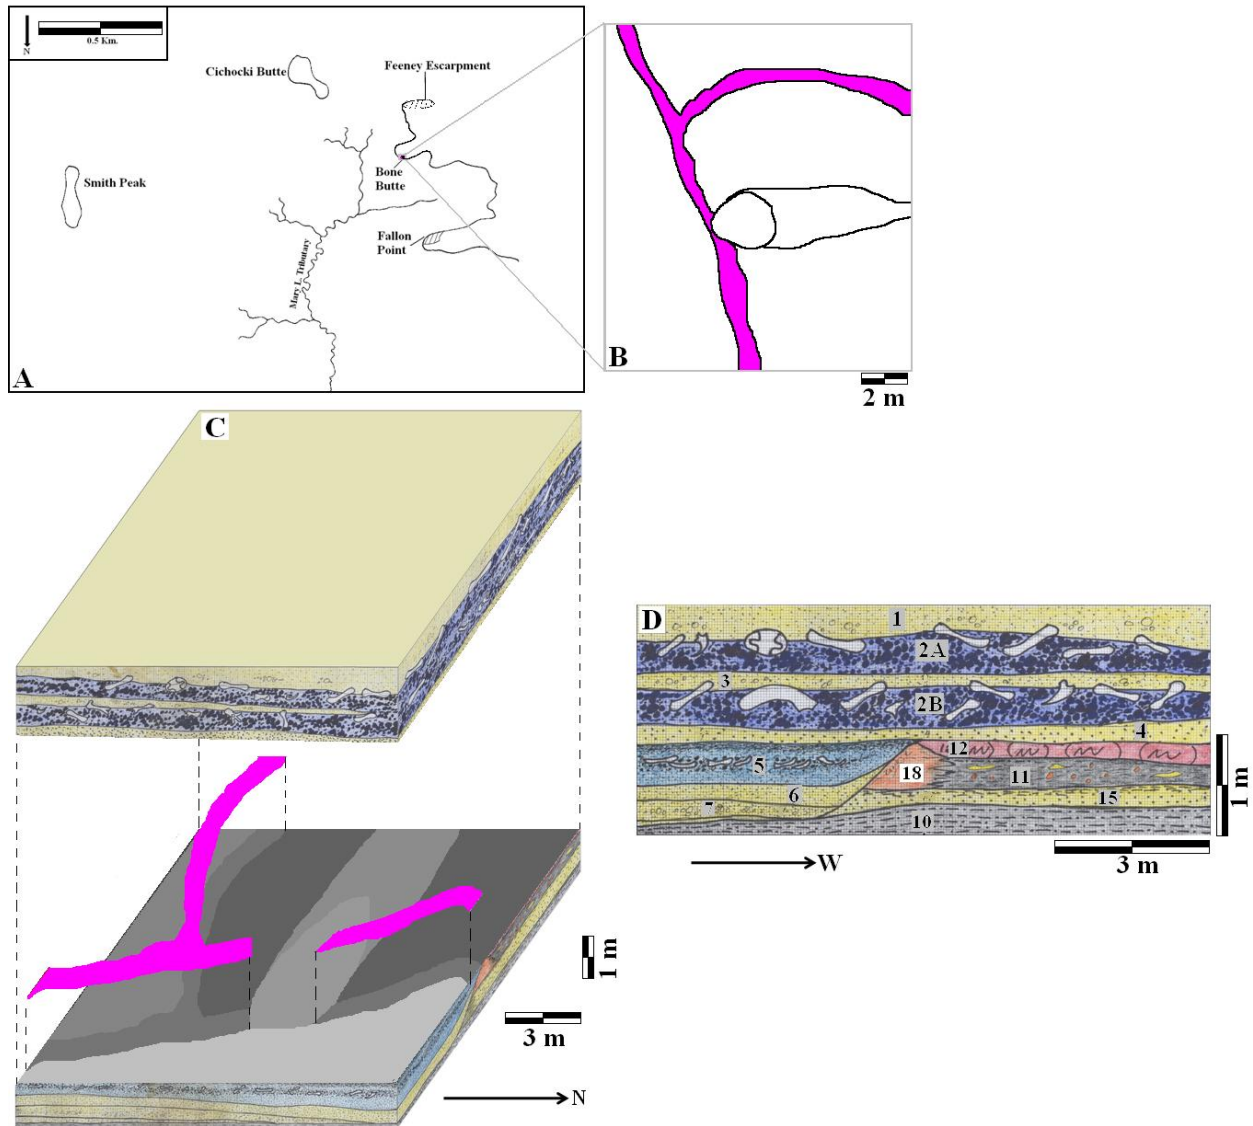 N
0.5 Km.
Cichocki Butte
Feeney Escarpment
Bone
Butte
Smith Peak
Fallon
Point
Mary L. Tributary
A
B
2 m
C
1 m
3 m
N
D
1
2A
3
2B
4
12
5
18
11
6
15
7
10
1 m
W
3 m